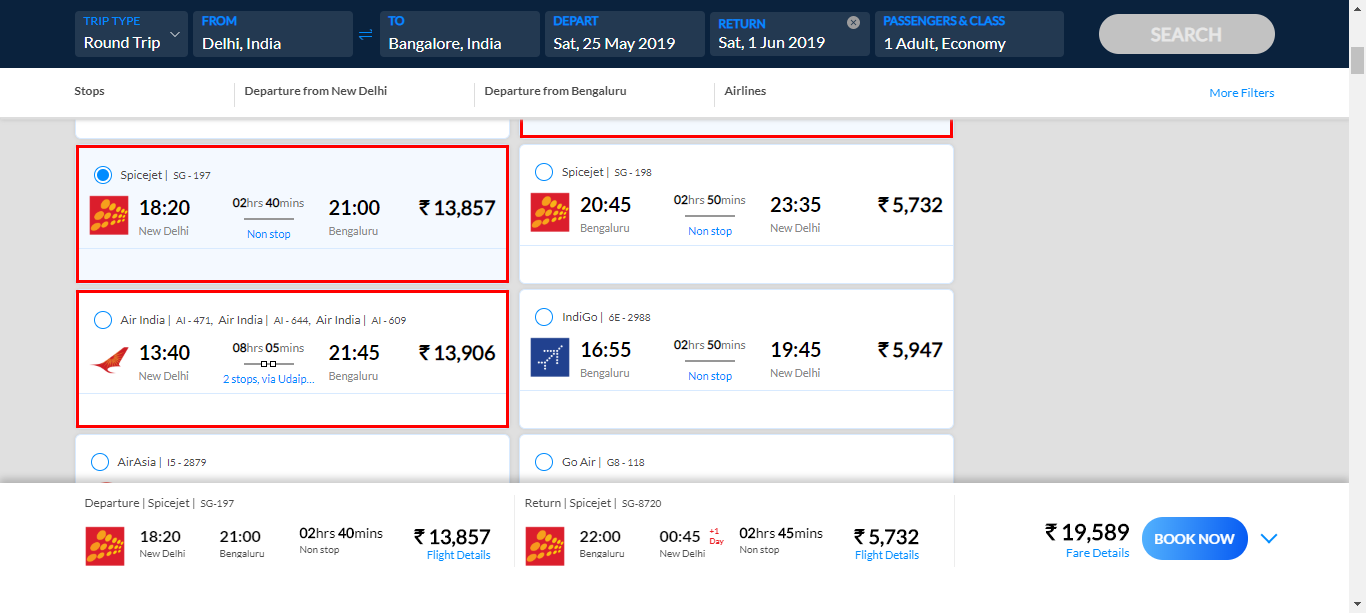 TRIP TYPE
Round Trip
FROM
Delhi, India
TO
Bangalore, India
DEPART
Sat, 25 May 2019
RETURN
Sat, 1 Jun 2019
PASSENGERS & CLASS
1 Adult, Economy
SEARCH
Stops
Departure from New Delhi
Departure from Bengaluru
Airlines
More Filters
Spicejet | SG - 197
18:20 02hrs 40mins 21:00 ₹ 13,857
New Delhi Non stop Bengaluru
Air India | AI - 471, Air India | AI - 644, Air India | AI - 609
13:40 08hrs 05mins 21:45 ₹ 13,906
New Delhi 2 stops, via Udaip... Bengaluru
AirAsia | I5 - 2879
Spicejet | SG - 198
20:45 02hrs 50mins 23:35 ₹ 5,732
Bengaluru Non stop New Delhi
IndiGo | 6E - 2988
16:55 02hrs 50mins 19:45 ₹ 5,947
Bengaluru Non stop New Delhi
Go Air | G8 - 118
Departure | Spicejet | SG-197
18:20 21:00 02hrs 40mins ₹ 13,857
New Delhi Bengaluru Non stop Flight Details
Return | Spicejet | SG-8720
22:00 00:45 +1 Day 02hrs 45mins ₹ 5,732
Bengaluru New Delhi Non stop Flight Details
₹ 19,589
Fare Details
BOOK NOW